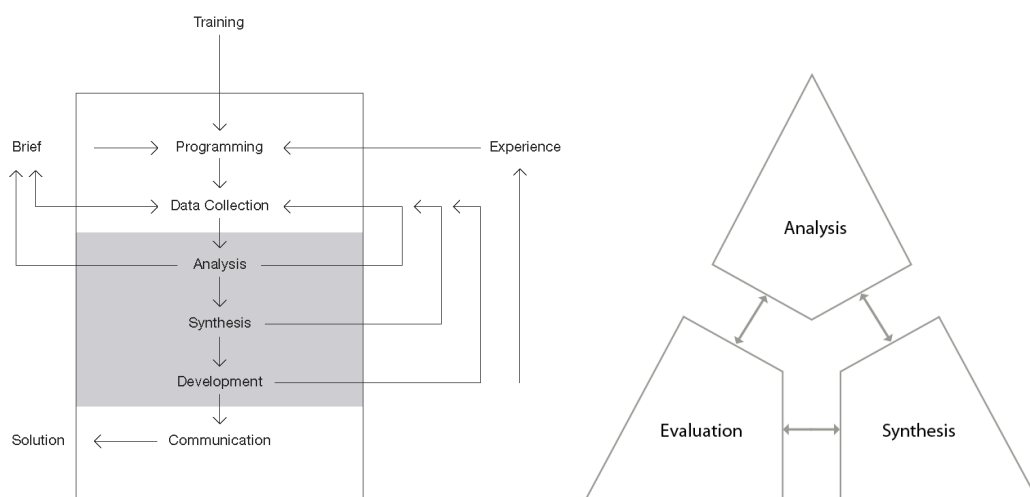 Training
Brief
Programming
Experience
Data Collection
Analysis
Synthesis
Development
Solution
Communication
Analysis
Evaluation
Synthesis